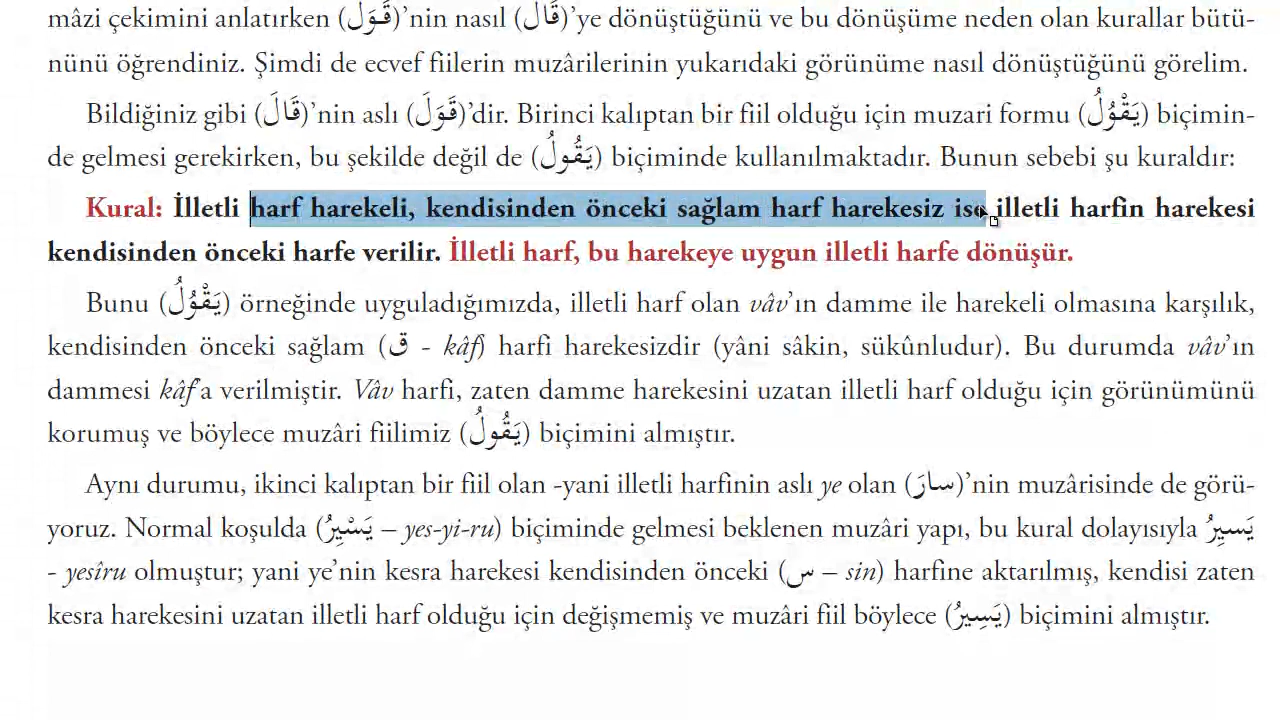 mâzi çekimini anlatırken (قَوَلَ)’nin nasıl (قَالَ)’ye dönüştüğünü ve bu dönüşüme neden olan kurallar bütü-
nünü öğrendiniz. Şimdi de ecvef fiilerin muzârilerinin yukarıdaki görünüme nasıl dönüştüğünü görelim.
Bildiğiniz gibi (قَالَ)’nin aslı (قَوَلَ)’dir. Birinci kalıptan bir fiil olduğu için muzari formu (يَقْوُلُ) biçimin-
de gelmesi gerekirken, bu şekilde değil de (يَقُولُ) biçiminde kullanılmaktadır. Bunun sebebi şu kuraldır:
Kural: İlletli harf harekeli, kendisinden önceki sağlam harf harekesiz ise illetli harfin harekesi
kendisinden önceki harfe verilir. İlletli harf, bu harekeye uygun illetli harfe dönüşür.
Bunu (يَقْوُلُ) örneğinde uyguladığımızda, illetli harf olan vâv’ın damme ile harekeli olmasına karşılık,
kendisinden önceki sağlam (ق - kâf) harfi harekesizdir (yâni sâkin, sükûnludur). Bu durumda vâv’ın
dammesi kâf’a verilmiştir. Vâv harfi, zaten damme harekesini uzatan illetli harf olduğu için görünümünü
korumuş ve böylece muzâri fiilimiz (يَقُولُ) biçimini almıştır.
Aynı durumu, ikinci kalıptan bir fiil olan -yani illetli harfinin aslı ye olan (سارَ)’nin muzârisinde de görü-
yoruz. Normal koşulda (يَسْيِرُ – yes-yi-ru) biçiminde gelmesi beklenen muzâri yapı, bu kural dolayısıyla يَسيِرُ
- yesîru olmuştur; yani ye’nin kesra harekesi kendisinden önceki (س – sin) harfine aktarılmış, kendisi zaten
kesra harekesini uzatan illetli harf olduğu için değişmemiş ve muzâri fiil böylece (يَسِيرُ) biçimini almıştır.